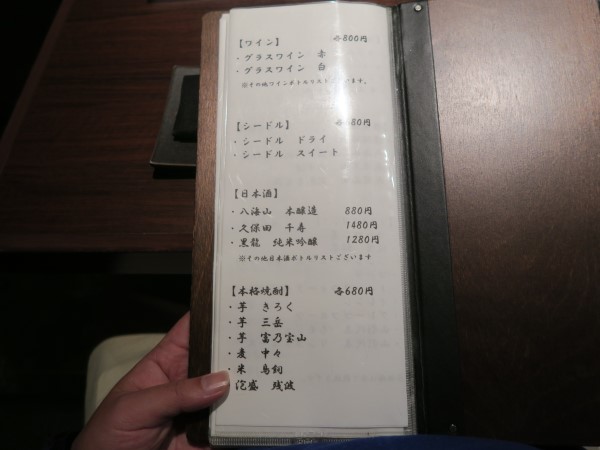 【ワイン】 各800円
・グラスワイン 赤
・グラスワイン 白
※その他ワインボトルリストございます。
【シードル】 各680円
・シードル ドライ
・シードル スイート
【日本酒】
・八海山 本醸造 880円
・久保田 千寿 1480円
・黒龍 純米吟醸 1280円
※その他日本酒ボトルリストございます
【本格焼酎】 各680円
・芋 きろく
・芋 三岳
・芋 富乃宝山
・麦 中々
・米 鳥飼
泡盛 残波